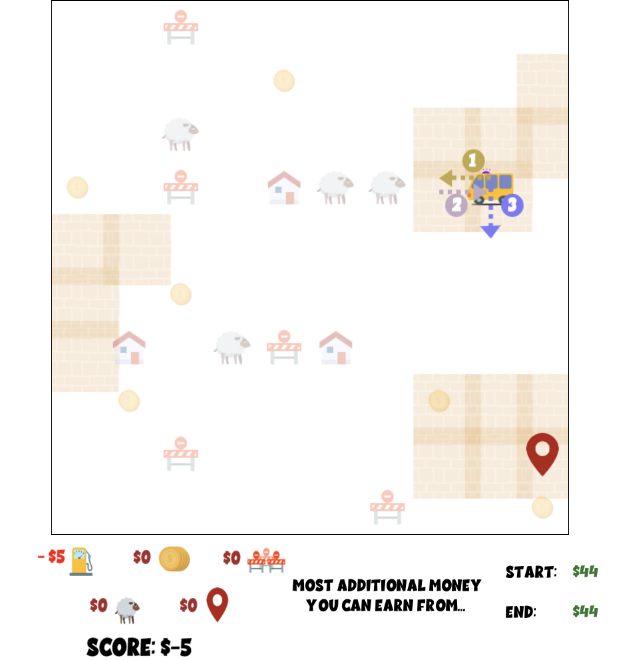 1
2
3
- $5
$0
$0
$0
$0
MOST ADDITIONAL MONEY
YOU CAN EARN FROM...
START: $44
END: $44
SCORE: $-5